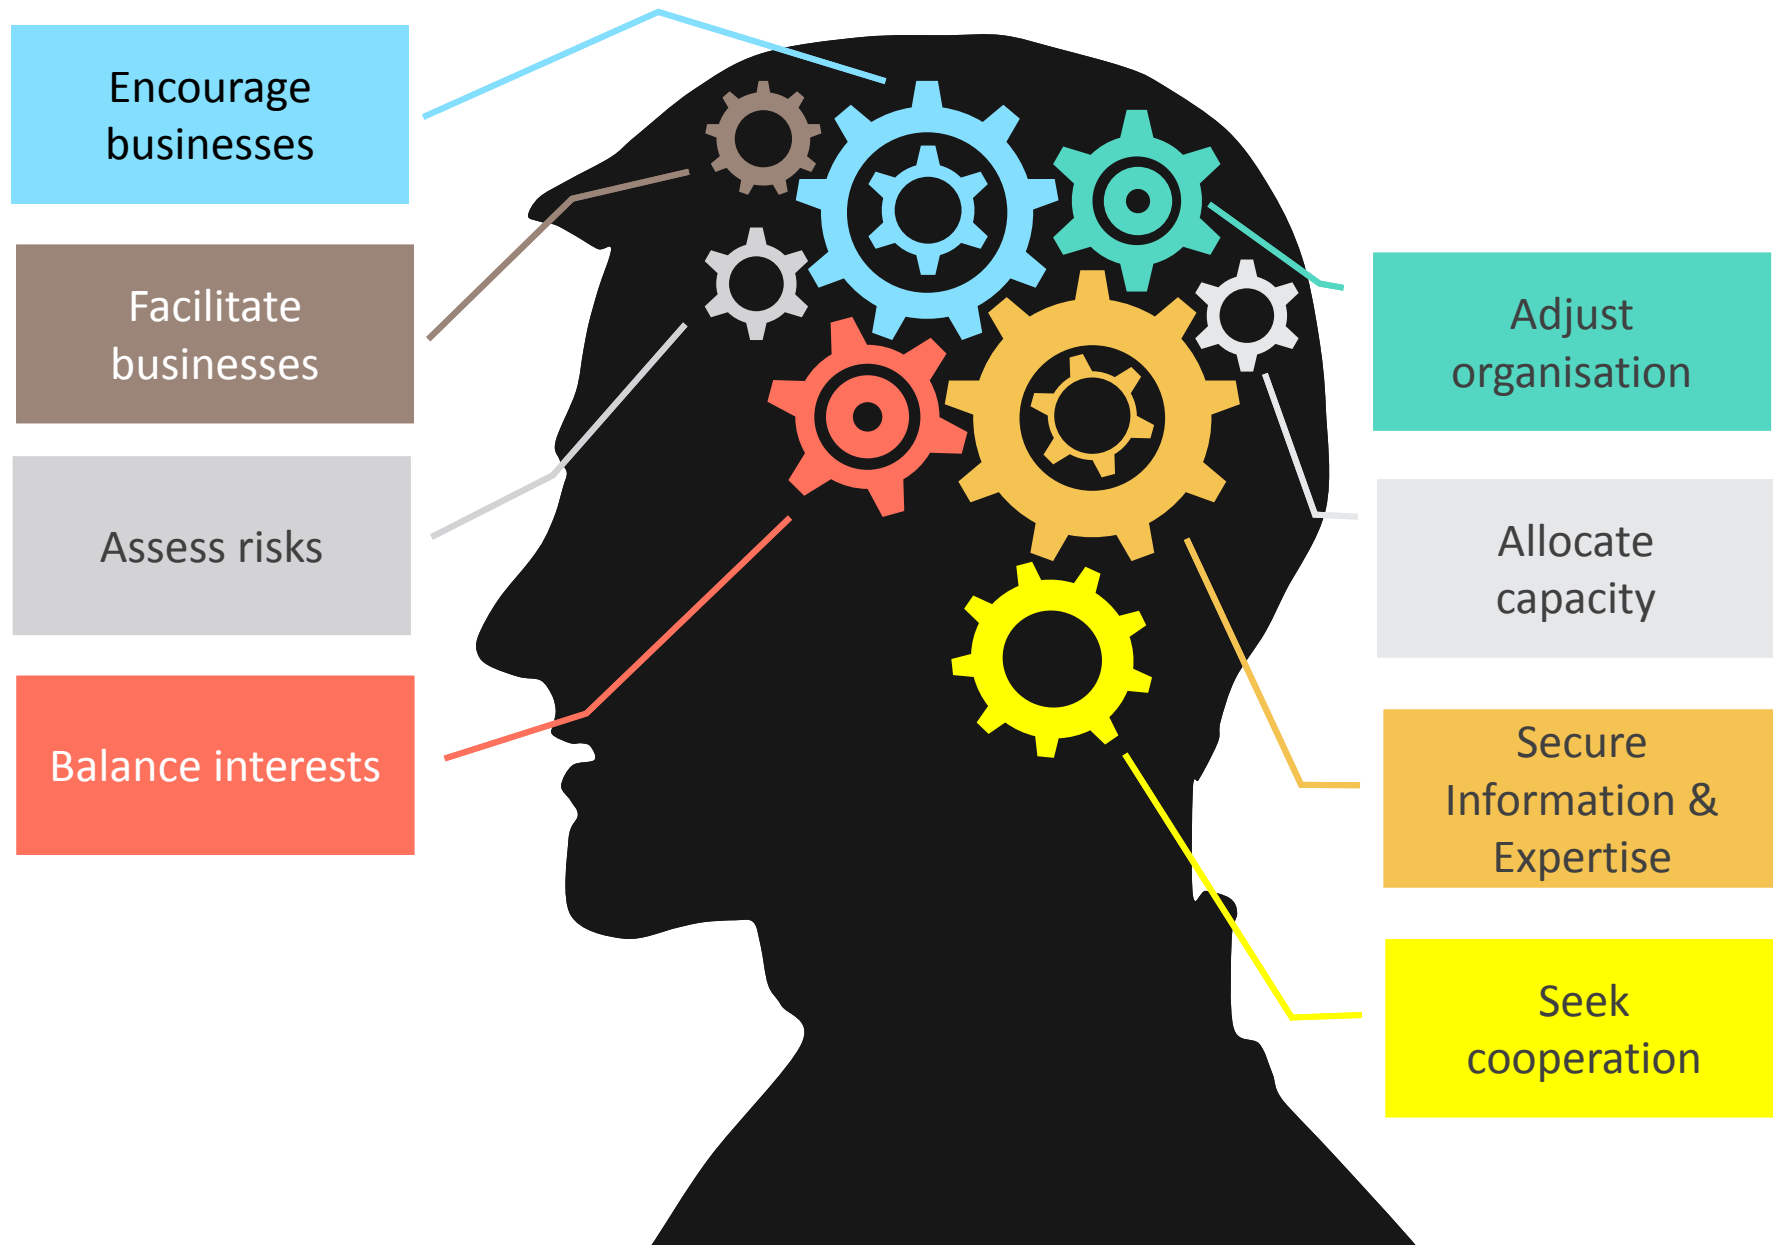 Encourage
businesses
Facilitate
businesses
Assess risks
Balance interests
Adjust
organisation
Allocate
capacity
Secure
Information &
Expertise
Seek
cooperation